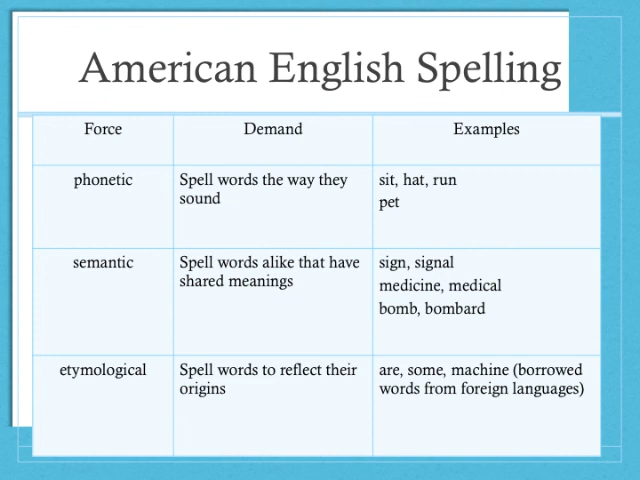 American English Spelling
Force Demand Examples
phonetic
Spell words the way they
sound
sit, hat, run
pet
semantic
Spell words alike that have
shared meanings
sign, signal
medicine, medical
bomb, bombard
etymological
Spell words to reflect their
origins
are, some, machine (borrowed
words from foreign languages)